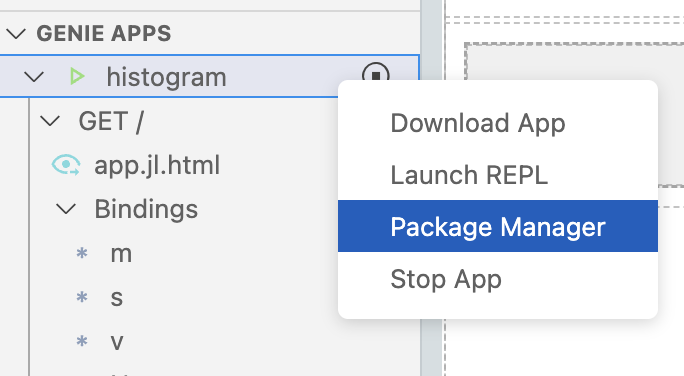 GENIE APPS
histogram
GET /
app.jl.html
Bindings
* m
* s
* v
Download App
Launch REPL
Package Manager
Stop App